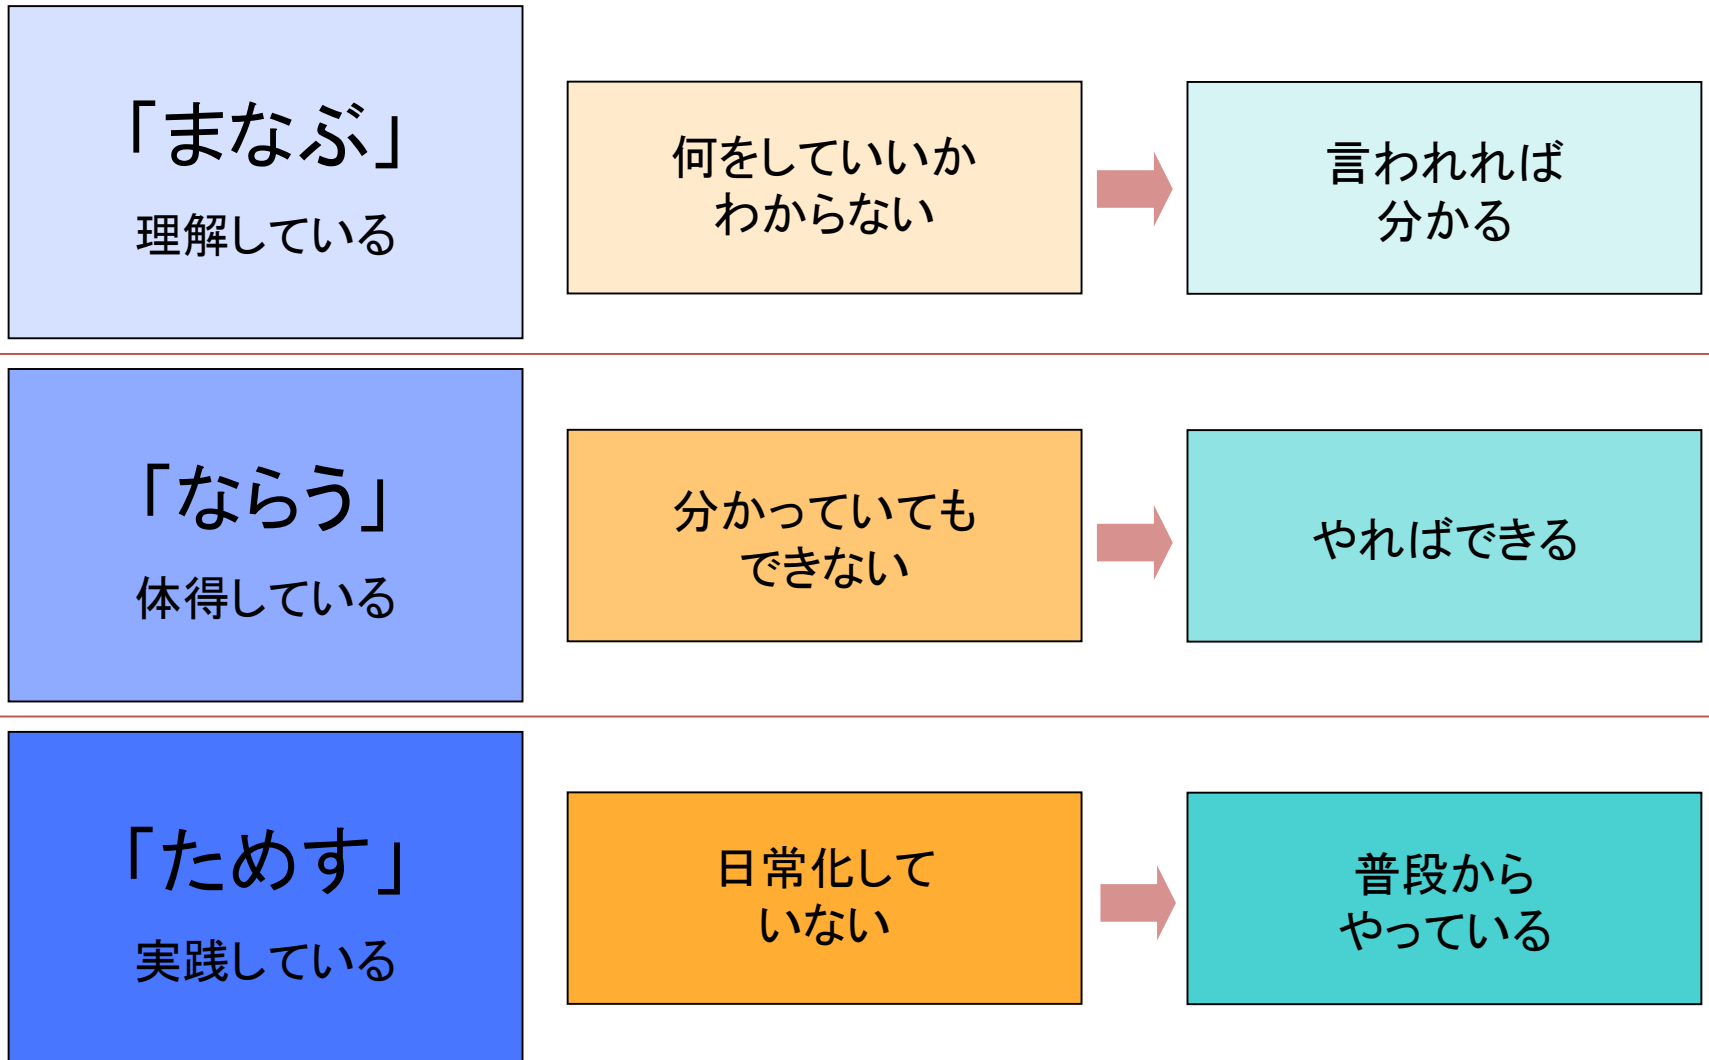 「まなぶ」
理解している
何をしていいか
わからない
言われれば
分かる
「ならう」
体得している
分かっていても
できない
やればできる
「ためす」
実践している
日常化して
いない
普段から
やっている